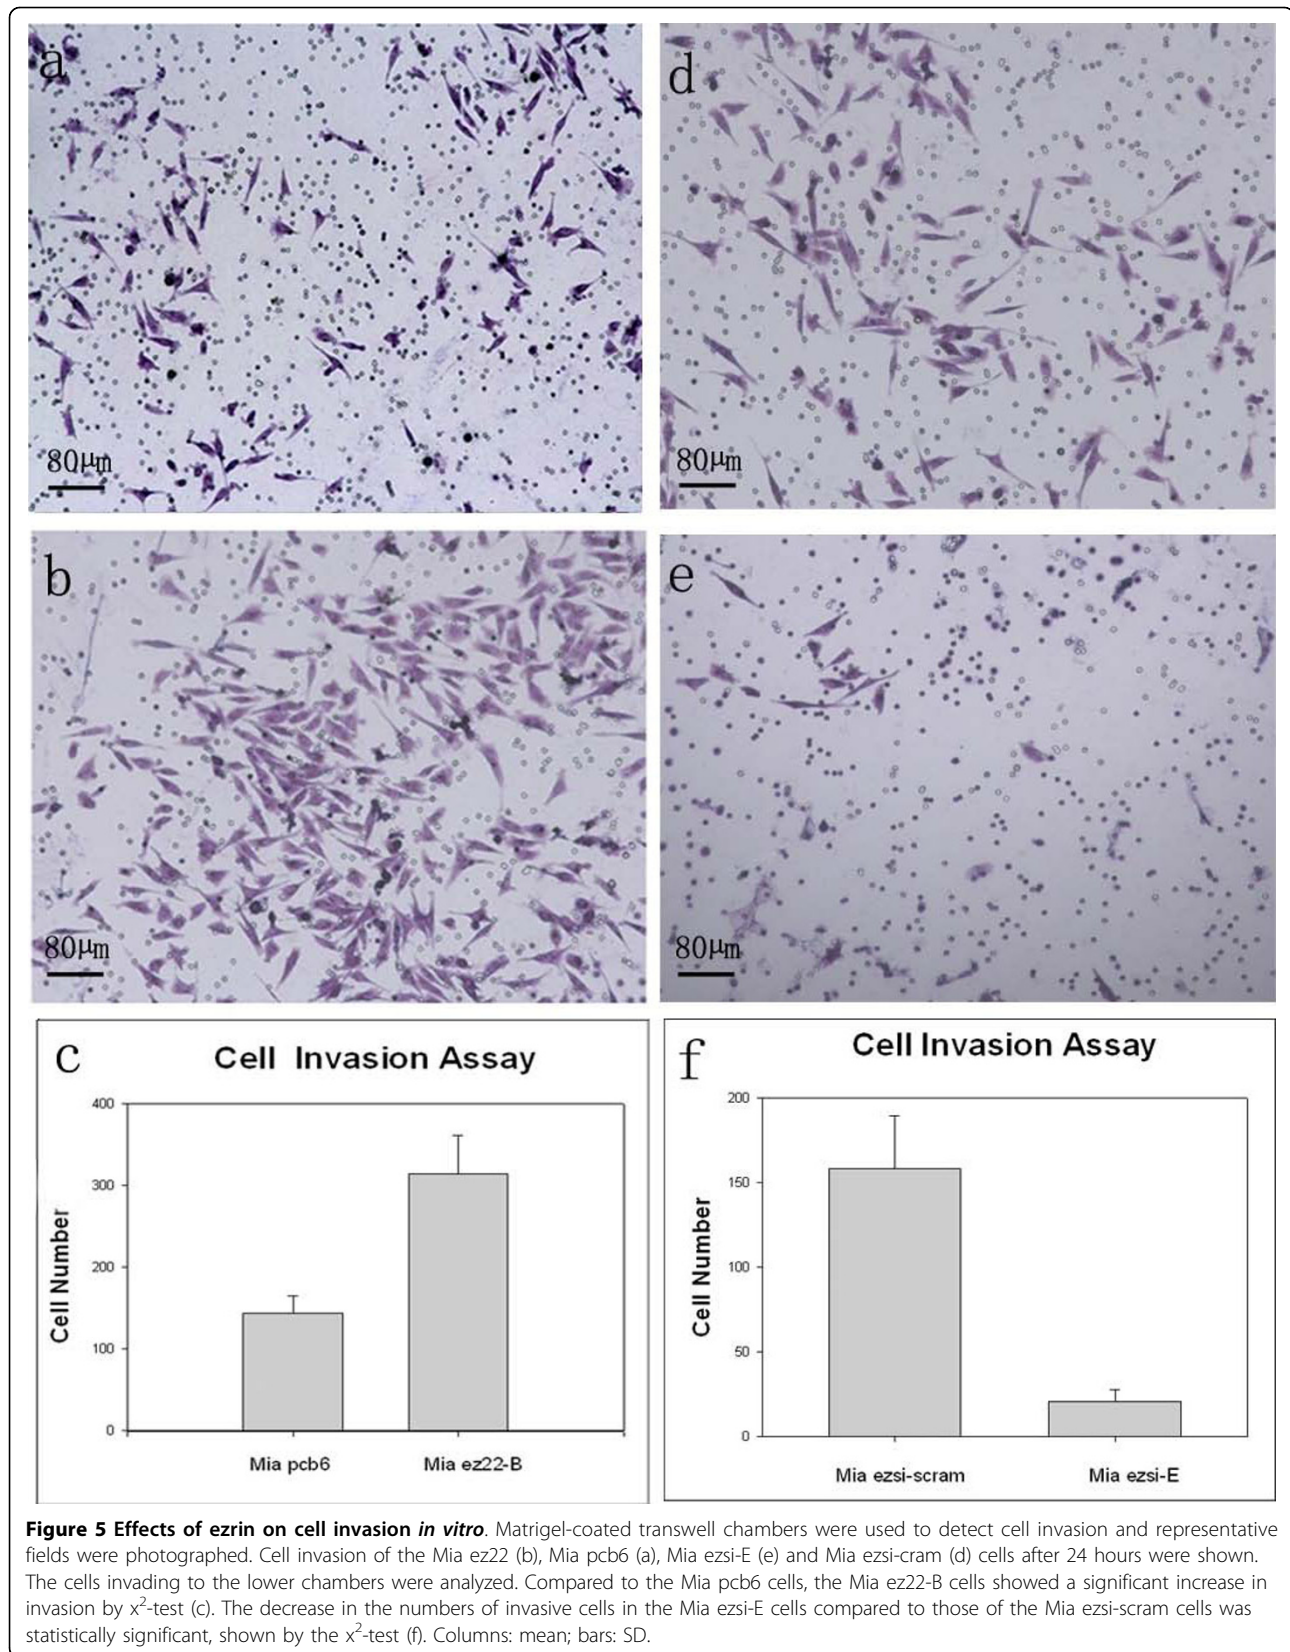 a
80μm
d
80μm
b
80μm
e
80μm
c
Cell Invasion Assay
400
300
200
100
0
Cell Number
Mia pcb6
Mia ez22-B
f
Cell Invasion Assay
200
150
100
50
0
Cell Number
Mia ezsi-scram
Mia ezsi-E
Figure 5 Effects of ezrin on cell invasion in vitro. Matrigel-coated transwell chambers were used to detect cell invasion and representative
fields were photographed. Cell invasion of the Mia ez22 (b), Mia pcb6 (a), Mia ezsi-E (e) and Mia ezsi-cram (d) cells after 24 hours were shown.
The cells invading to the lower chambers were analyzed. Compared to the Mia pcb6 cells, the Mia ez22-B cells showed a significant increase in
invasion by x²-test (c). The decrease in the numbers of invasive cells in the Mia ezsi-E cells compared to those of the Mia ezsi-scram cells was
statistically significant, shown by the x²-test (f). Columns: mean; bars: SD.